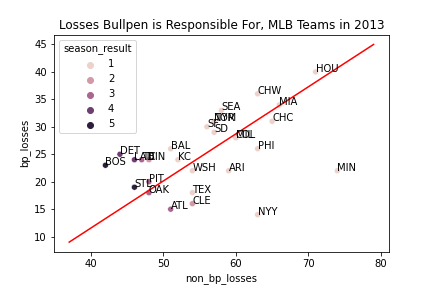 Losses Bullpen is Responsible For, MLB Teams in 2013
season_result
1
2
3
4
5
bp_losses
45
40
35
30
25
20
15
10
HOU
CHW
MIA
SEA
CHC
SD
BAL
PHI
DET
KC
BOS
WSH
ARI
MIN
PIT
OAK
TEX
CLE
ATL
NYY
40
50
60
70
80
non_bp_losses